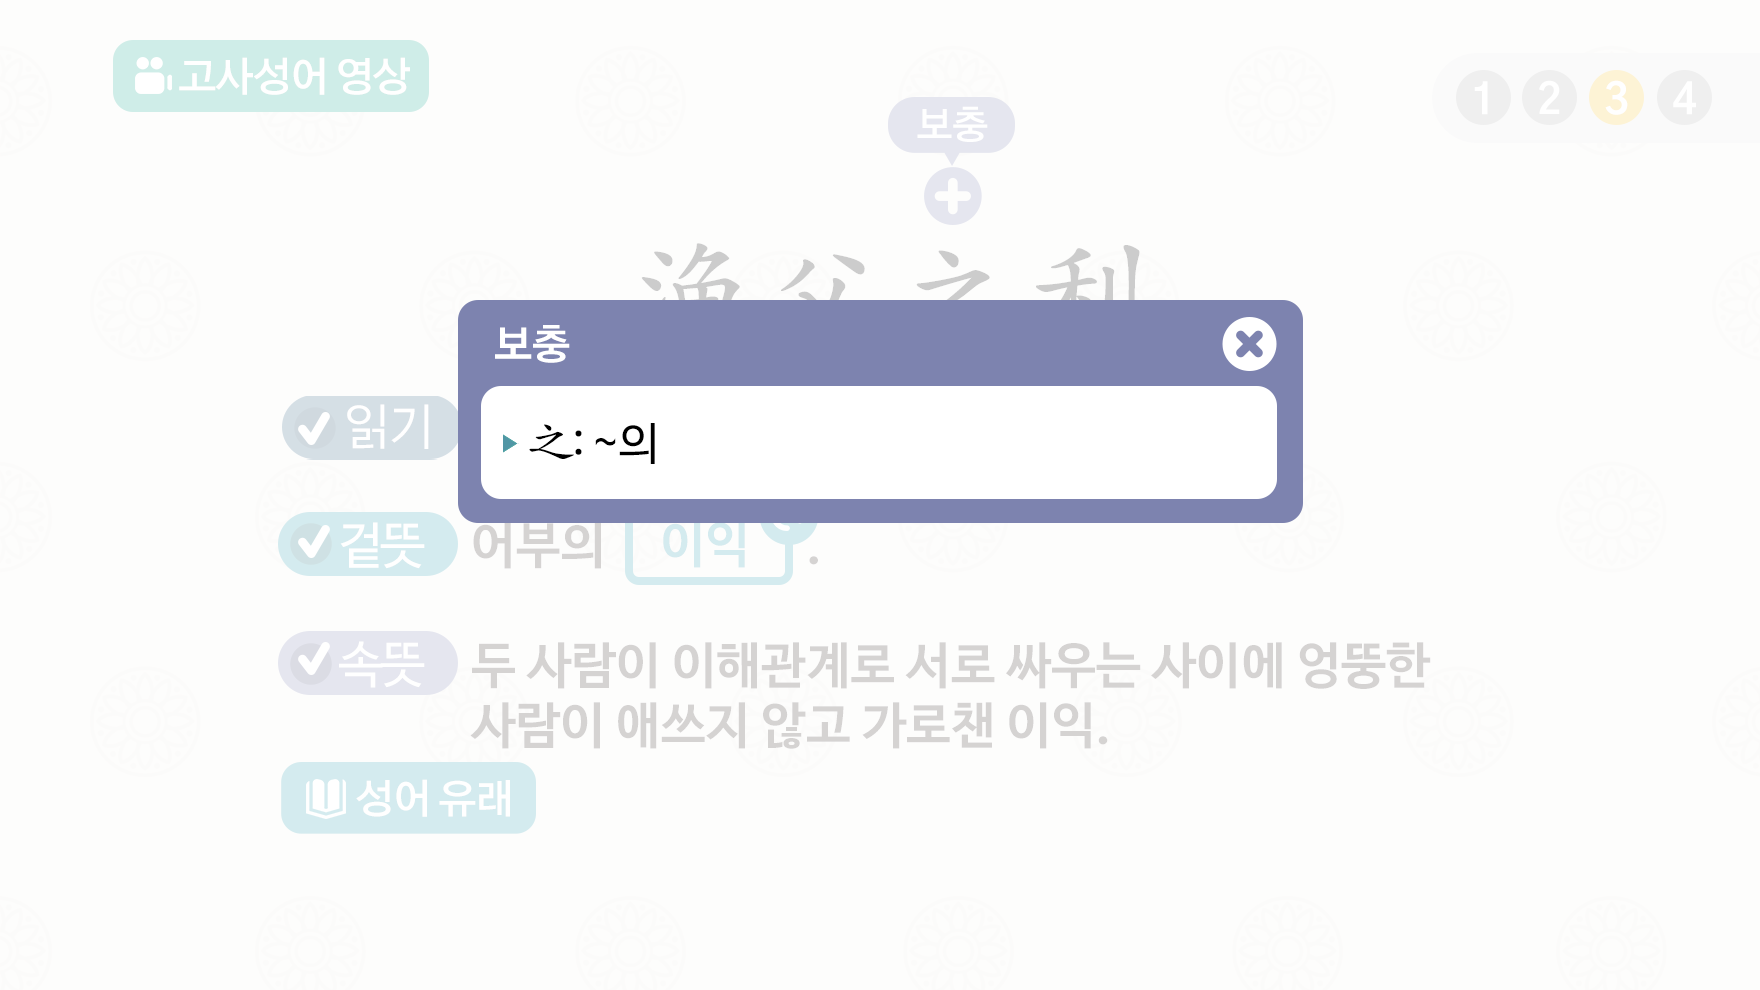 고사성어 영상
1 2 3 4
보충
漁父之利
보충
之: ~의
읽기
겉뜻 어부의 이익 .
속뜻 두 사람이 이해관계로 서로 싸우는 사이에 엉뚱한
사람이 애쓰지 않고 가로챈 이익.
성어 유래